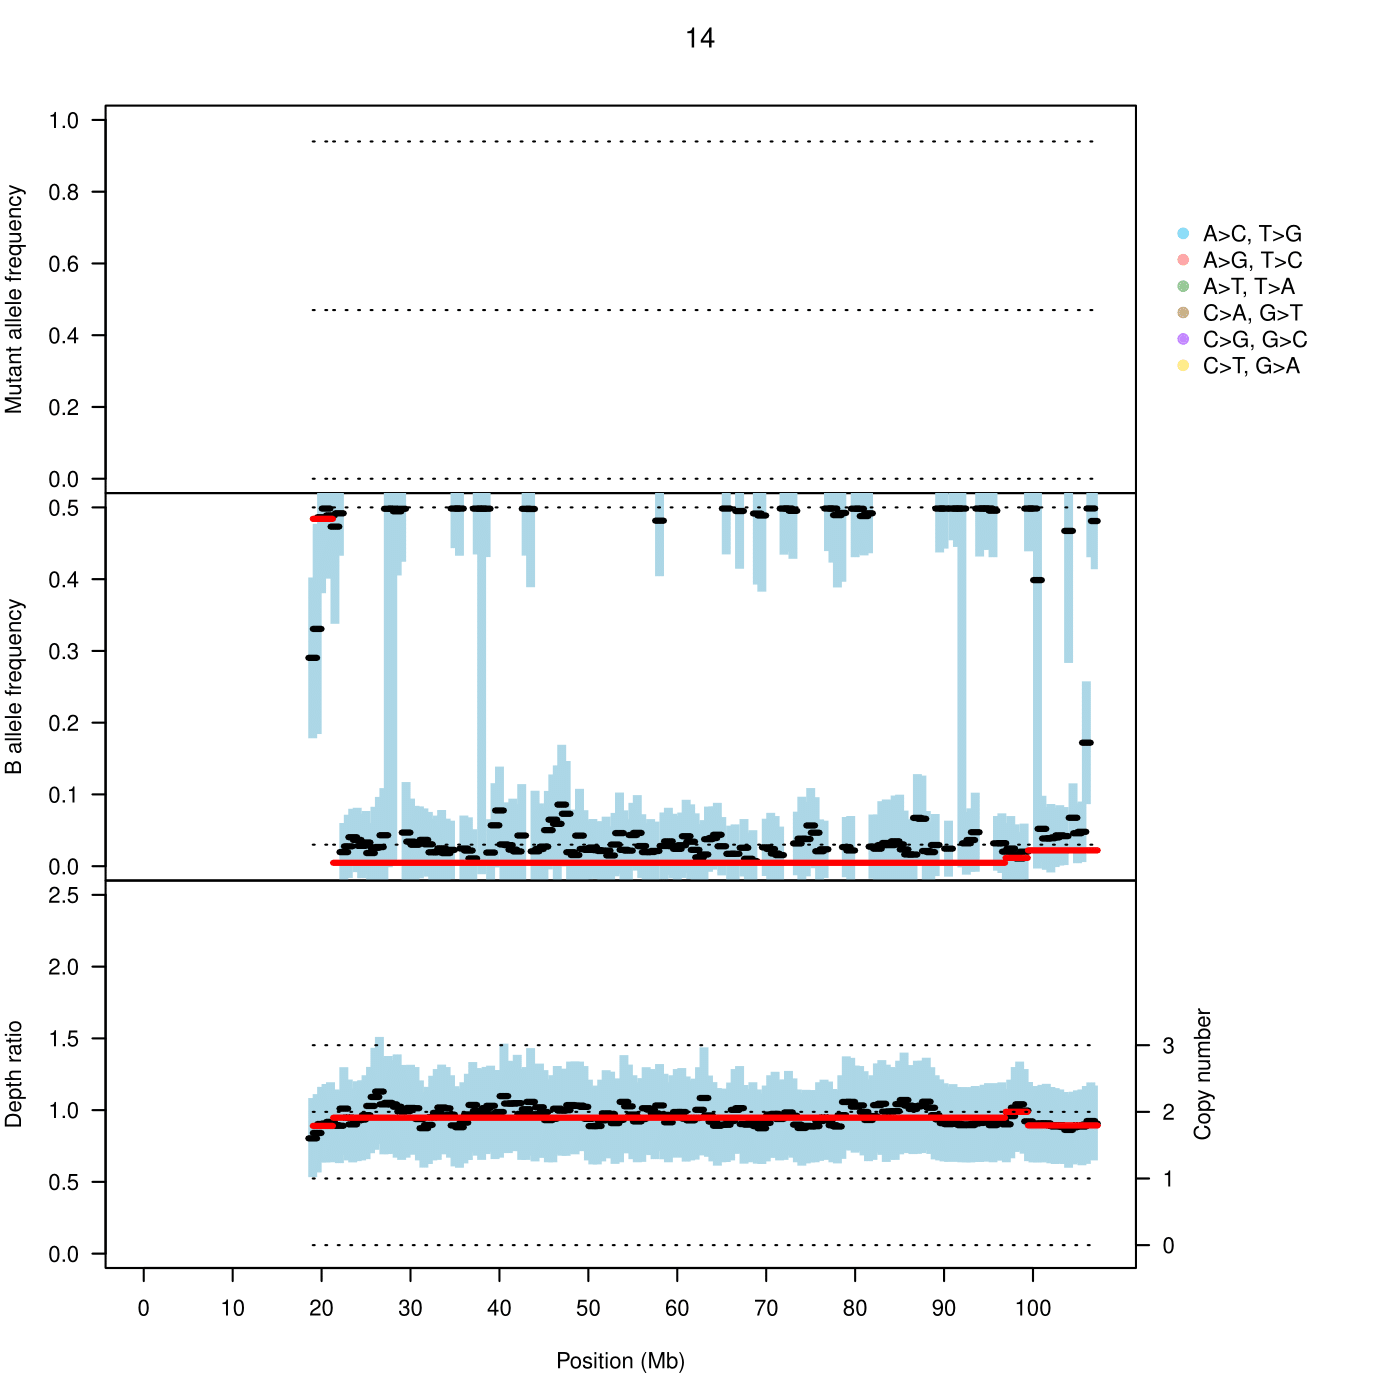 14
Mutant allele frequency
1.0
0.8
0.6
0.4
0.2
0.0
A>C, T>G
A>G, T>C
A>T, T>A
C>A, G>T
C>G, G>C
C>T, G>A
B allele frequency
0.5
0.4
0.3
0.2
0.1
0.0
Depth ratio
2.5
2.0
1.5
1.0
0.5
0.0
Copy number
3
2
1
0
0 10 20 30 40 50 60 70 80 90 100
Position (Mb)